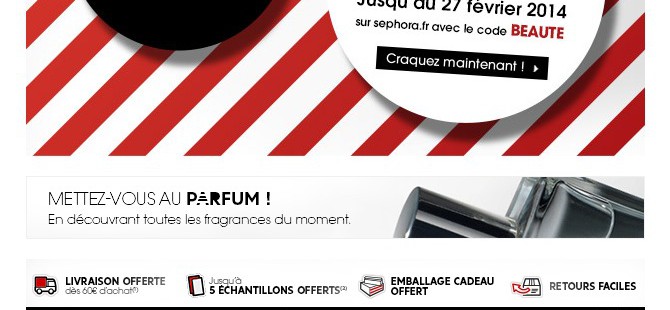 Jusqu'au 27 février 2014
sur sephora.fr avec le code BEAUTE
Craquez maintenant !
METTEZ-VOUS AU PARFUM !
En découvrant toutes les fragrances du moment.
LIVRAISON OFFERTE
dès 60€ d'achat(1)
Jusqu'à
5 ÉCHANTILLONS OFFERTS(2)
EMBALLAGE CADEAU
OFFERT
RETOURS FACILES